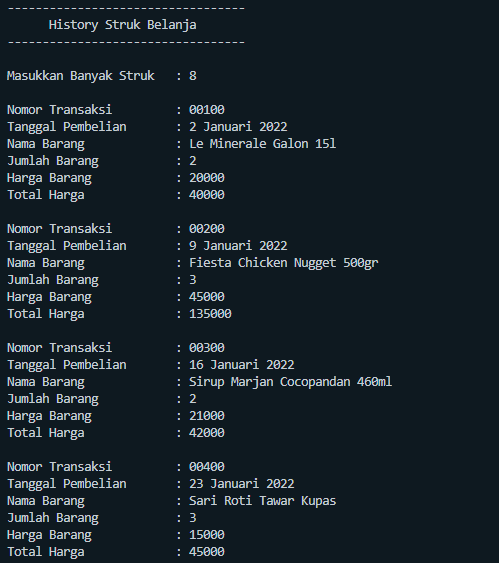 ----------------------------------
History Struk Belanja
----------------------------------
Masukkan Banyak Struk : 8
Nomor Transaksi : 00100
Tanggal Pembelian : 2 Januari 2022
Nama Barang : Le Minerale Galon 15l
Jumlah Barang : 2
Harga Barang : 20000
Total Harga : 40000
Nomor Transaksi : 00200
Tanggal Pembelian : 9 Januari 2022
Nama Barang : Fiesta Chicken Nugget 500gr
Jumlah Barang : 3
Harga Barang : 45000
Total Harga : 135000
Nomor Transaksi : 00300
Tanggal Pembelian : 16 Januari 2022
Nama Barang : Sirup Marjan Cocopandan 460ml
Jumlah Barang : 2
Harga Barang : 21000
Total Harga : 42000
Nomor Transaksi : 00400
Tanggal Pembelian : 23 Januari 2022
Nama Barang : Sari Roti Tawar Kupas
Jumlah Barang : 3
Harga Barang : 15000
Total Harga : 45000